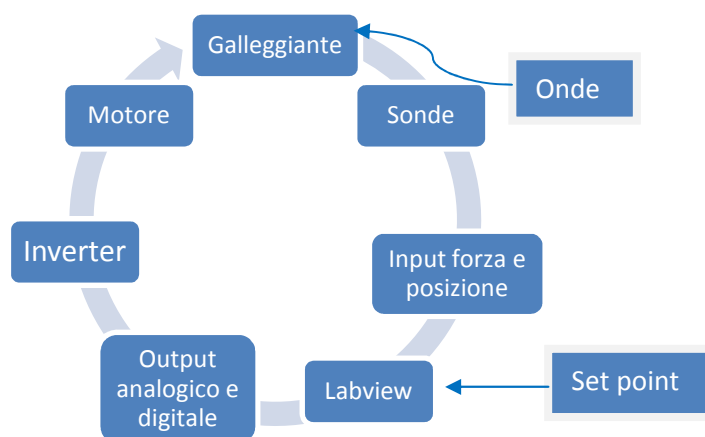 Galleggiante
Onde
Sonde
Input forza e
posizione
Set point
Labview
Output
analogico e
digitale
Inverter
Motore